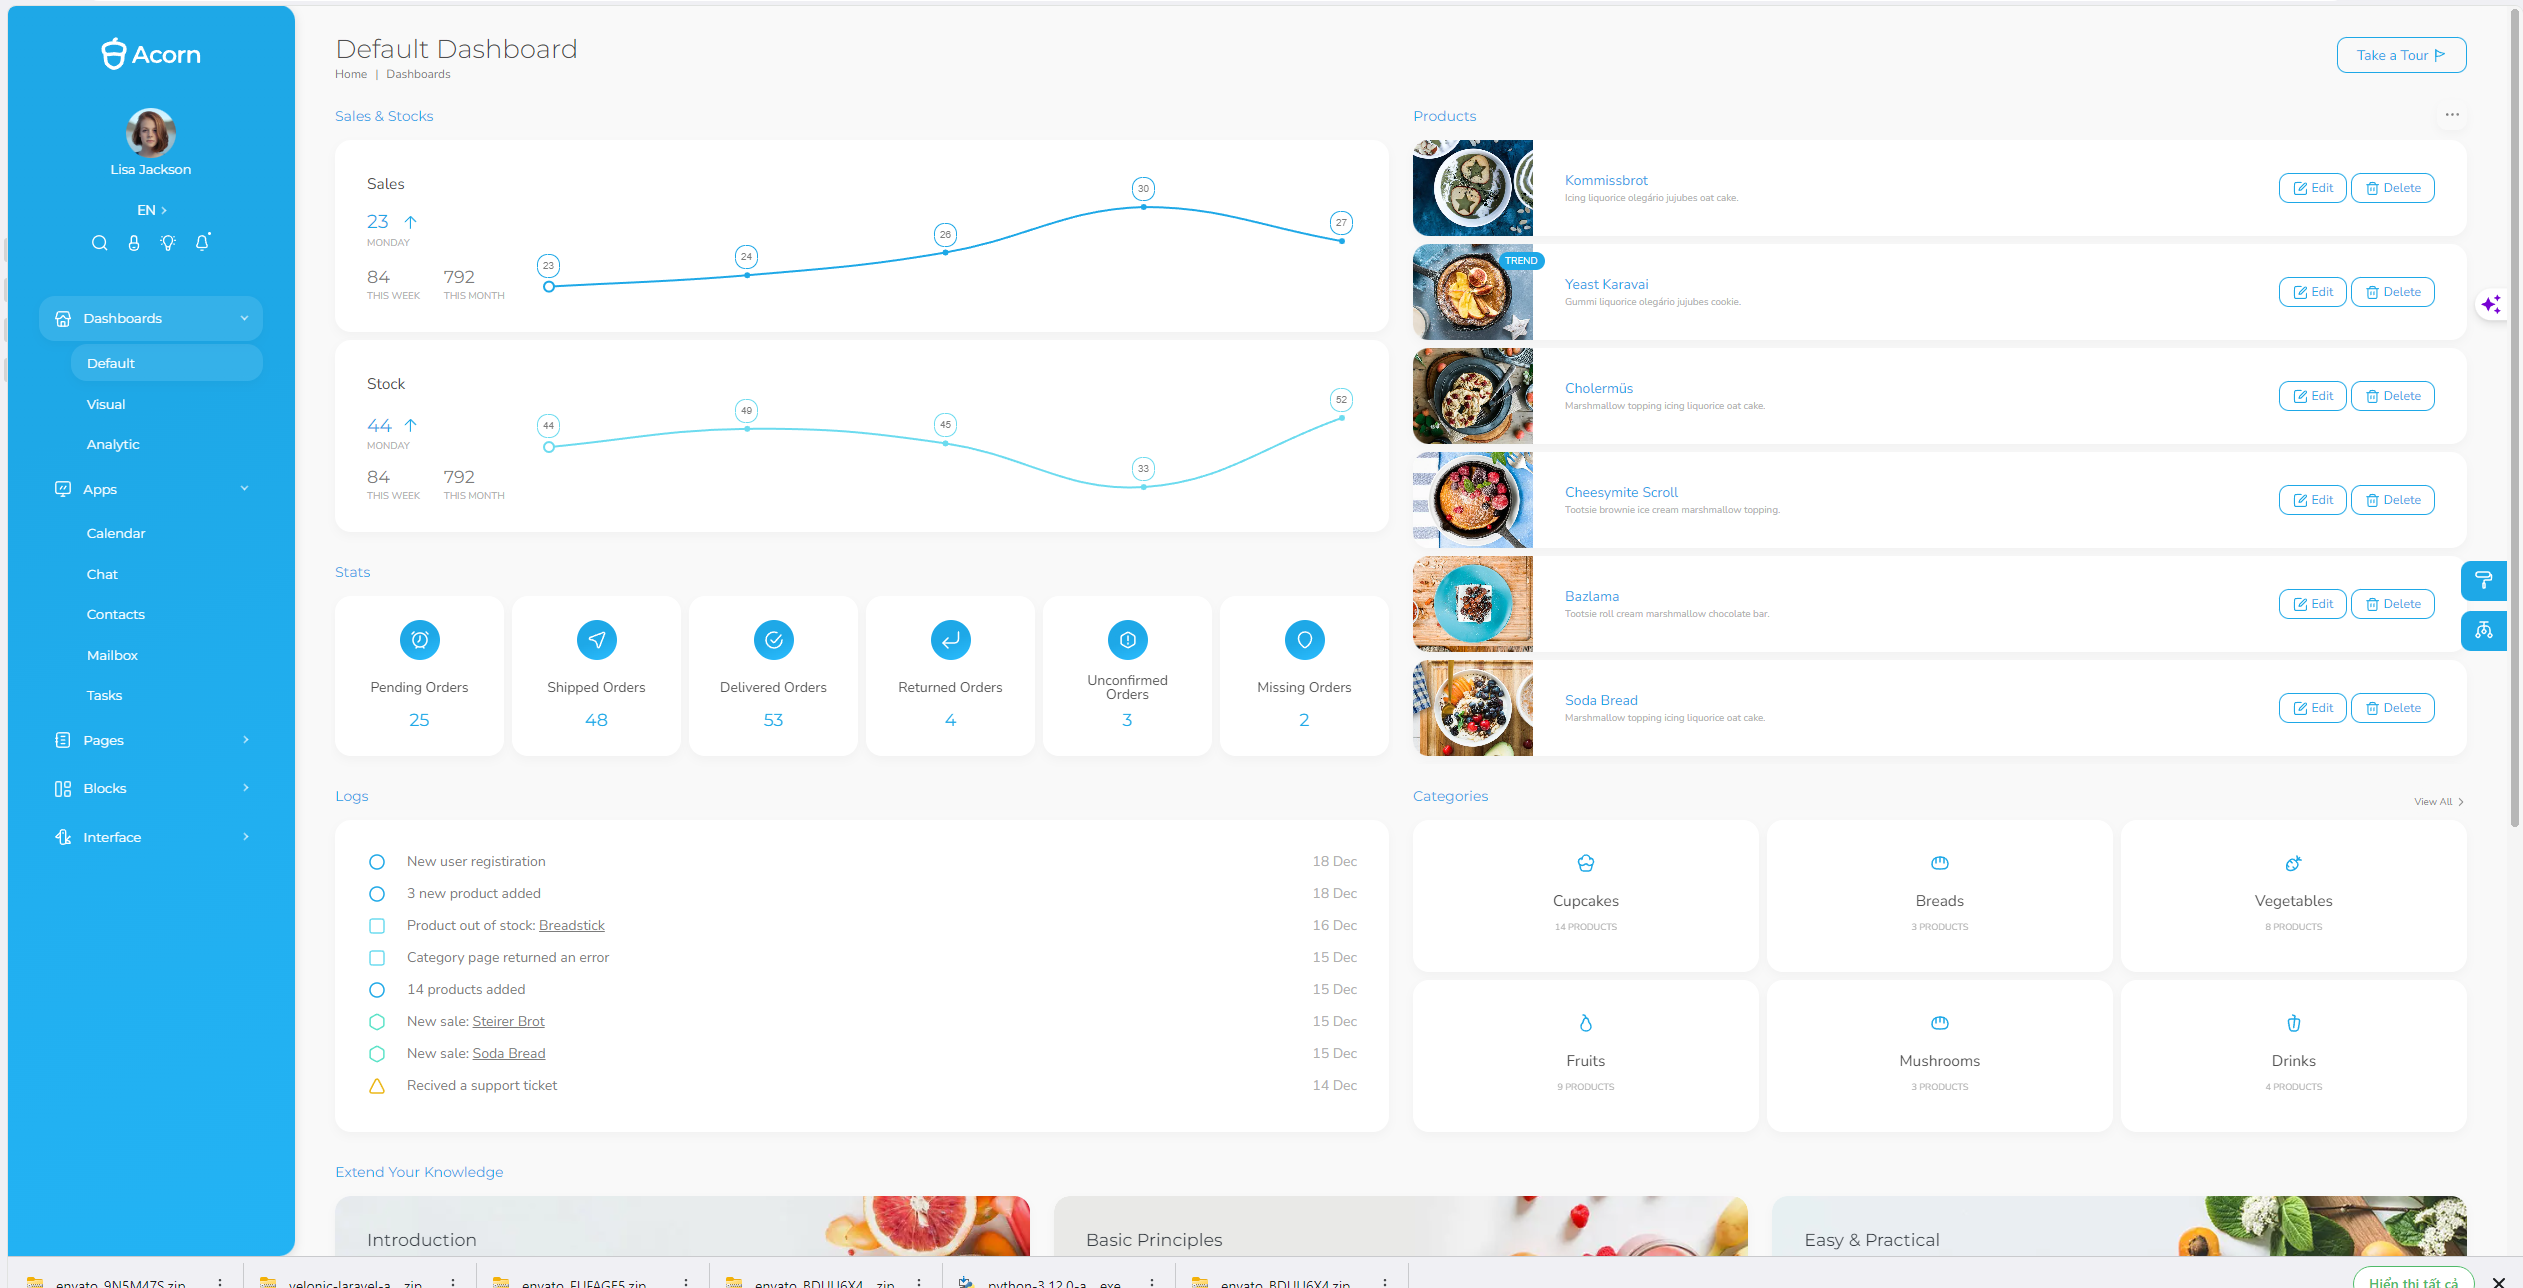 Acorn
Lisa Jackson
EN
Dashboards
Default
Visual
Analytic
Apps
Calendar
Chat
Contacts
Mailbox
Tasks
Pages
Blocks
Interface
Default Dashboard
Home | Dashboards
Take a Tour
Sales & Stocks
Sales
23
MONDAY
84
THIS WEEK
792
THIS MONTH
23
24
26
30
27
Stock
44
MONDAY
84
THIS WEEK
792
THIS MONTH
44
49
45
33
52
Stats
Pending Orders
25
Shipped Orders
48
Delivered Orders
53
Returned Orders
4
Unconfirmed
Orders
3
Missing Orders
2
Products
Kommissbrot
Icing liquorice olegário jujubes oat cake.
Edit
Delete
TREND
Yeast Karavai
Gummi liquorice olegário jujubes cookie.
Edit
Delete
Cholermüs
Marshmallow topping icing liquorice oat cake.
Edit
Delete
Cheesymite Scroll
Tootsie brownie ice cream marshmallow topping.
Edit
Delete
Bazlama
Tootsie roll cream marshmallow chocolate bar.
Edit
Delete
Soda Bread
Marshmallow topping icing liquorice oat cake.
Edit
Delete
Logs
New user registiration 18 Dec
3 new product added 18 Dec
Product out of stock: Breadstick 16 Dec
Category page returned an error 15 Dec
14 products added 15 Dec
New sale: Steirer Brot 15 Dec
New sale: Soda Bread 15 Dec
Recived a support ticket 14 Dec
Categories
View All
Cupcakes
14 PRODUCTS
Breads
3 PRODUCTS
Vegetables
8 PRODUCTS
Fruits
9 PRODUCTS
Mushrooms
3 PRODUCTS
Drinks
4 PRODUCTS
Extend Your Knowledge
Introduction
Basic Principles
Easy & Practical
envato_9N5M47S.zip
velonic-laravel-a....zip
envato_FUFAGE5.zip
envato_BDUU6X4....zip
python-3.12.0-a....exe
envato_BDUU6X4.zip
Hiển thị tất cả